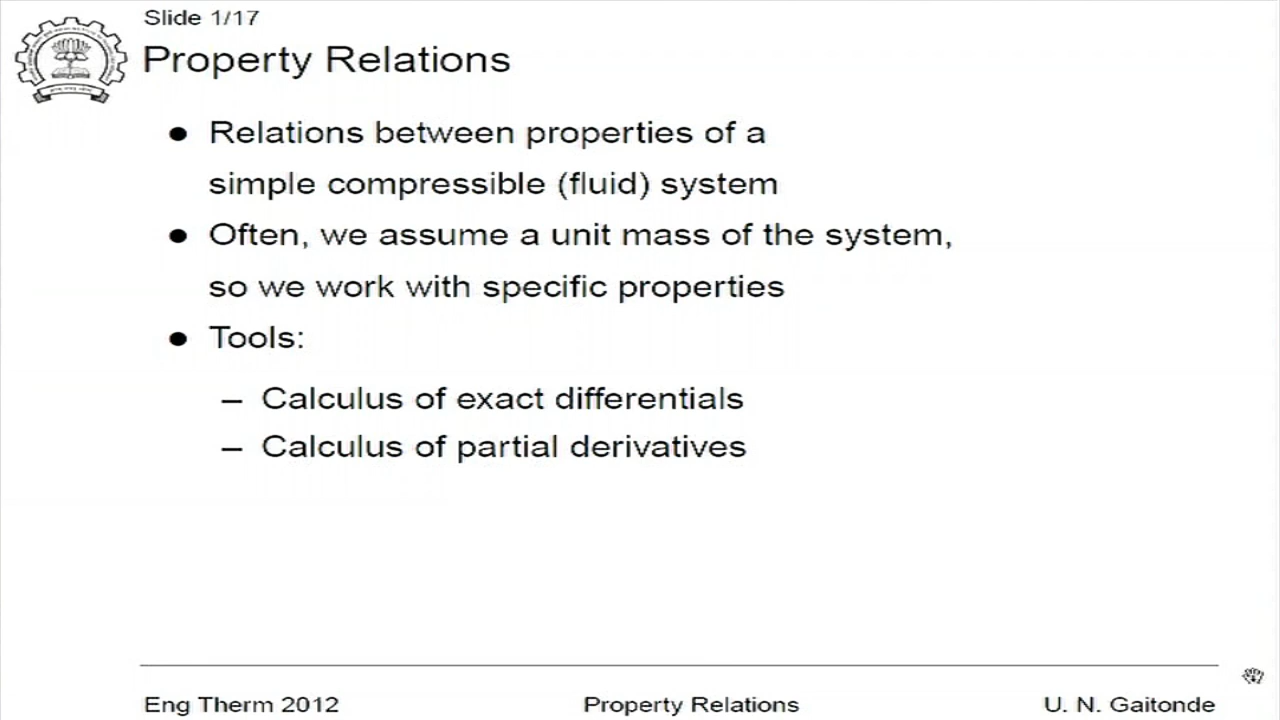 Slide 1/17
Property Relations
● Relations between properties of a
simple compressible (fluid) system
● Often, we assume a unit mass of the system,
so we work with specific properties
● Tools:
– Calculus of exact differentials
– Calculus of partial derivatives
Eng Therm 2012 Property Relations U. N. Gaitonde